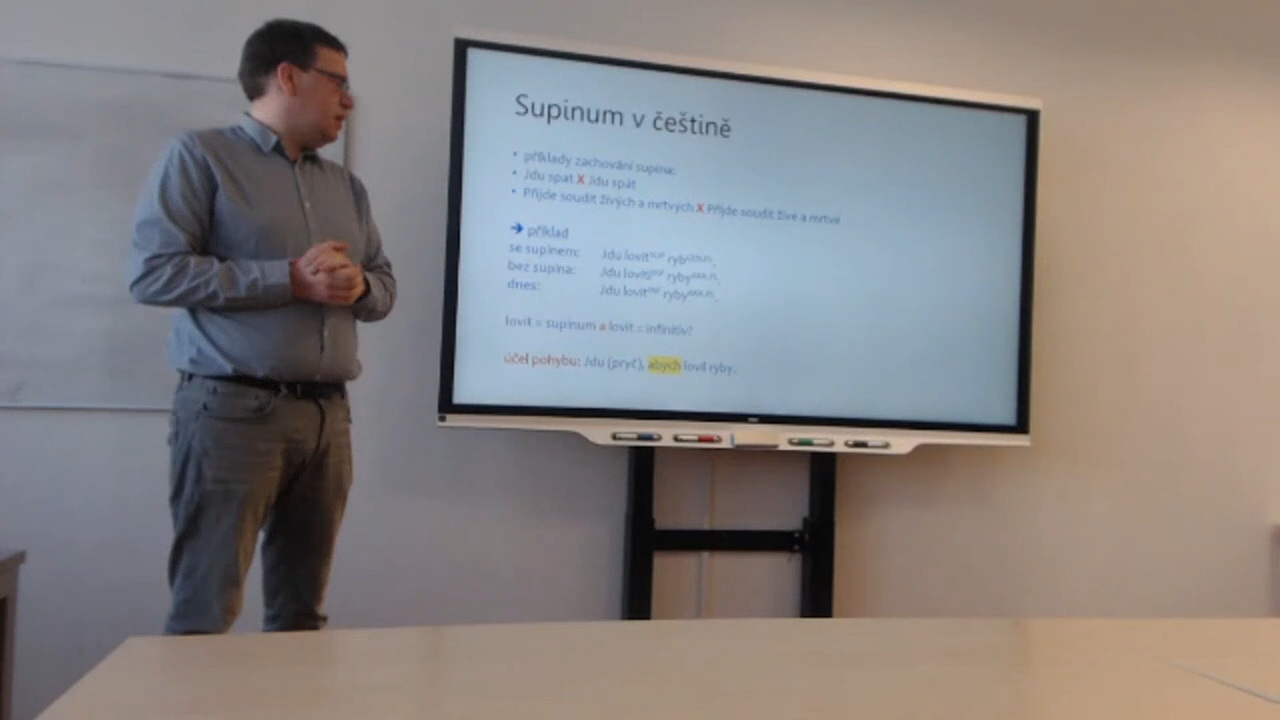 Supinum v češtině
• příklady zachování supina:
• Jdu spat X Jdu spát
• Přijde soudit živých a mrtvých X Přijde soudit živé a mrtvé
➔ příklad
se supinem: Jdu lovit ryb
bez supina: Jdu loviti ryby
dnes: Jdu lovit ryby
lovit = supinum a lovit = infinitiv?
účel pohybu: Jdu (pryč), abych lovil ryby.